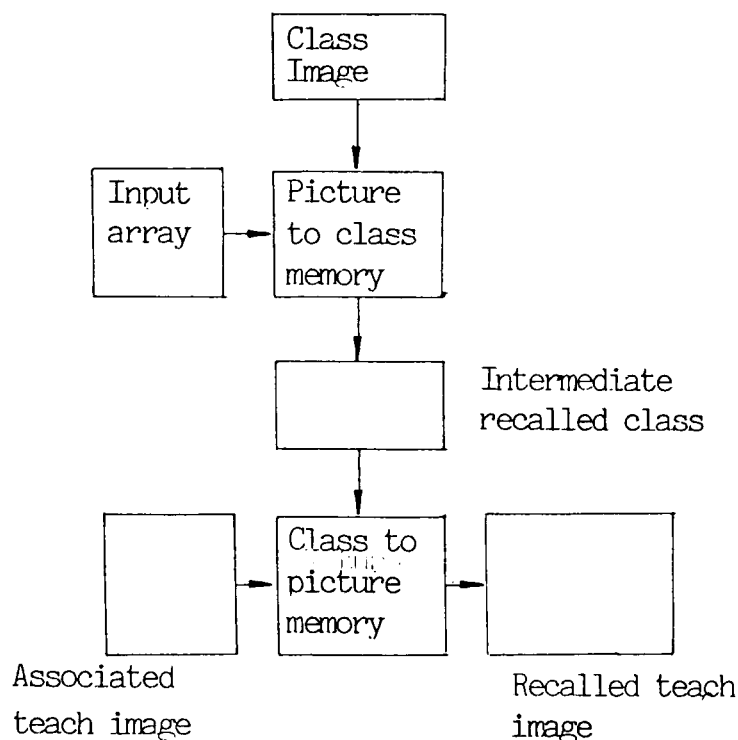 Class
Image
Input
array
Picture
to class
memory
Intermediate
recalled class
Class to
picture
memory
Associated
teach image
Recalled teach
image